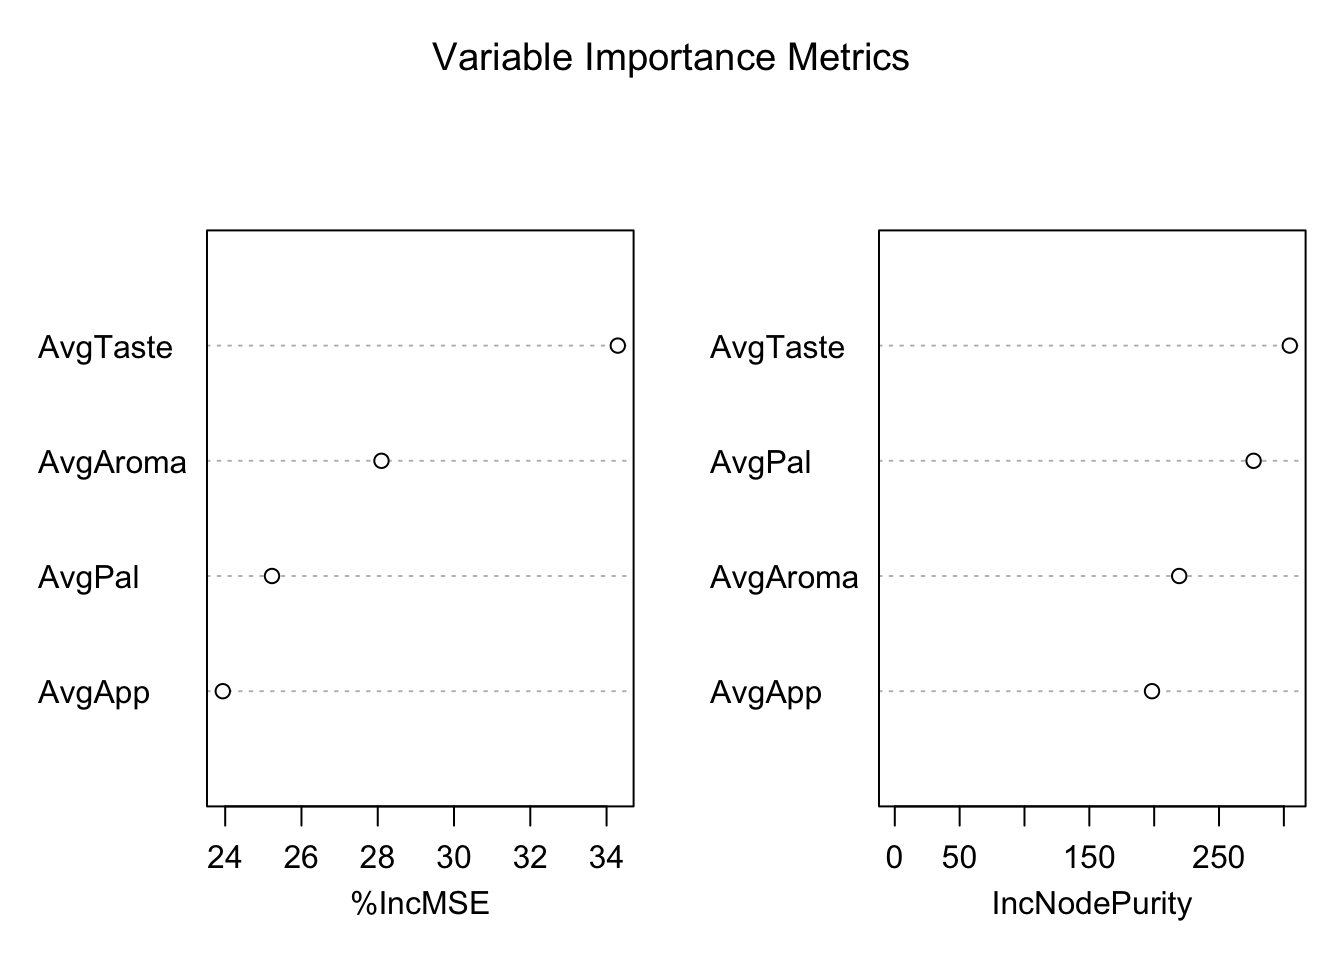 Variable Importance Metrics
AvgTaste
AvgAroma
AvgPal
AvgApp
24 26 28 30 32 34
%IncMSE
AvgTaste
AvgPal
AvgAroma
AvgApp
0 50 150 250
IncNodePurity